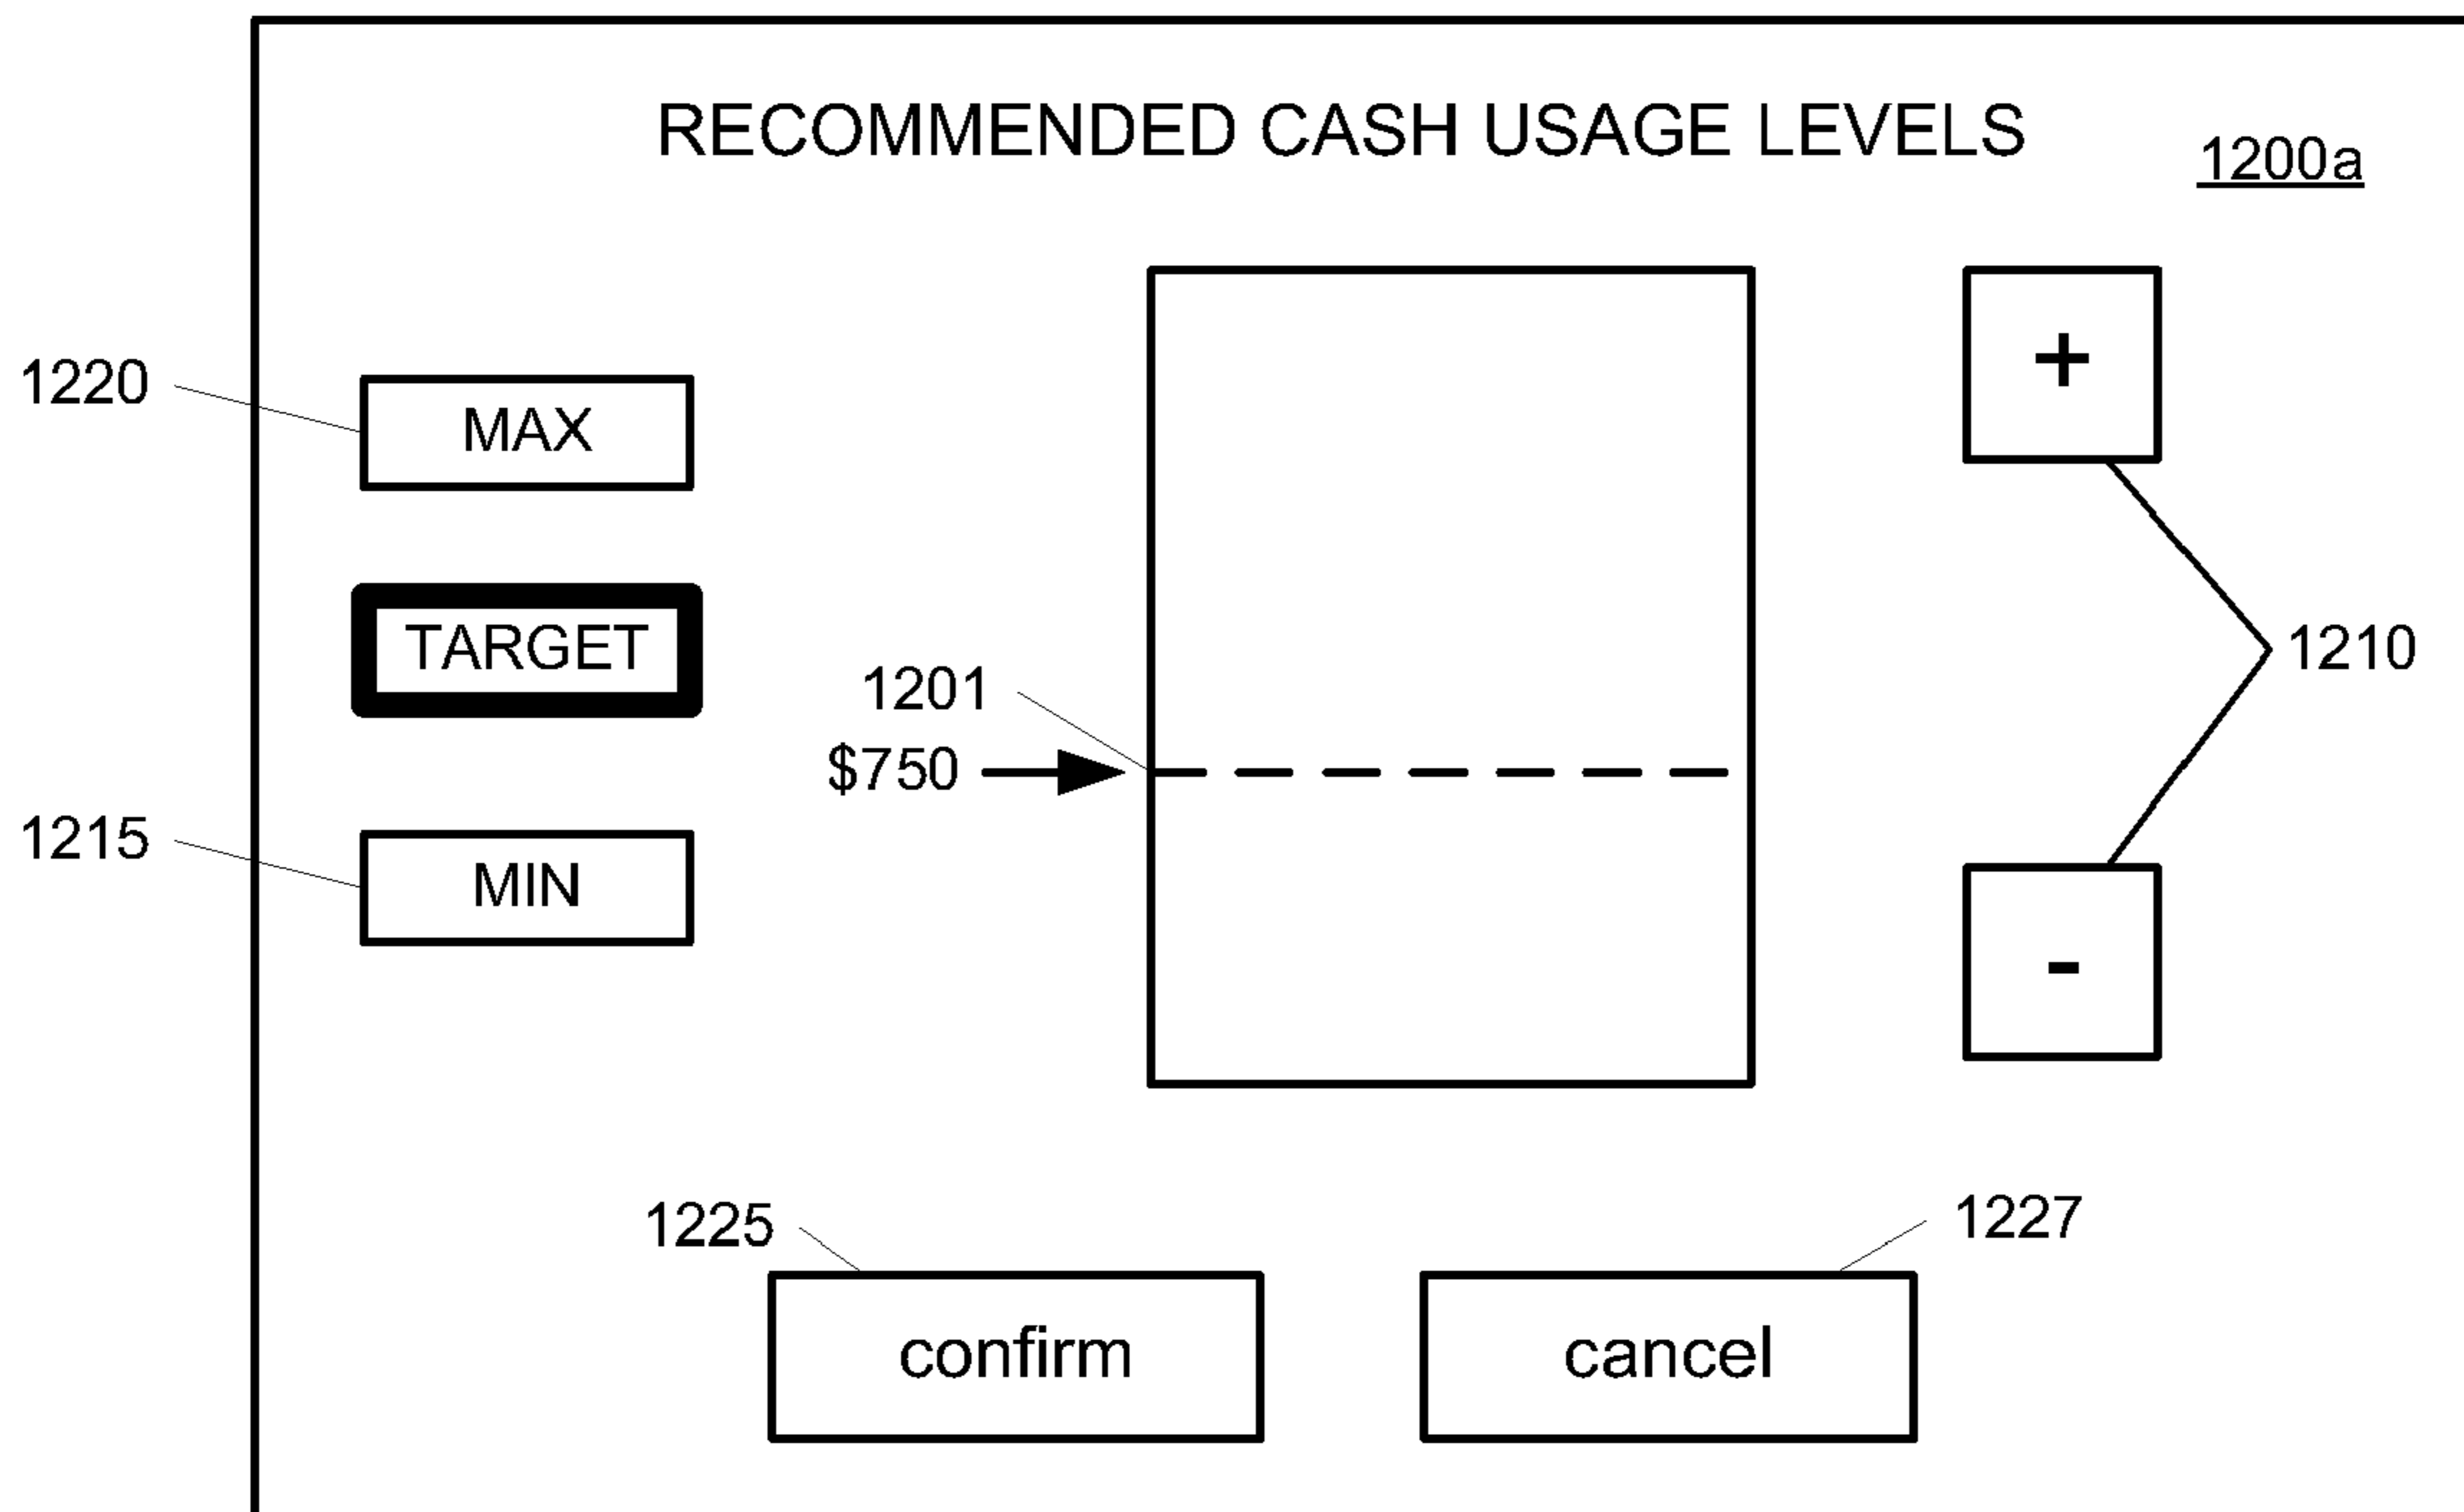 RECOMMENDED CASH USAGE LEVELS
1200a
1220
MAX
+
TARGET
1210
1201
$750
1215
MIN
-
1225
1227
confirm
cancel